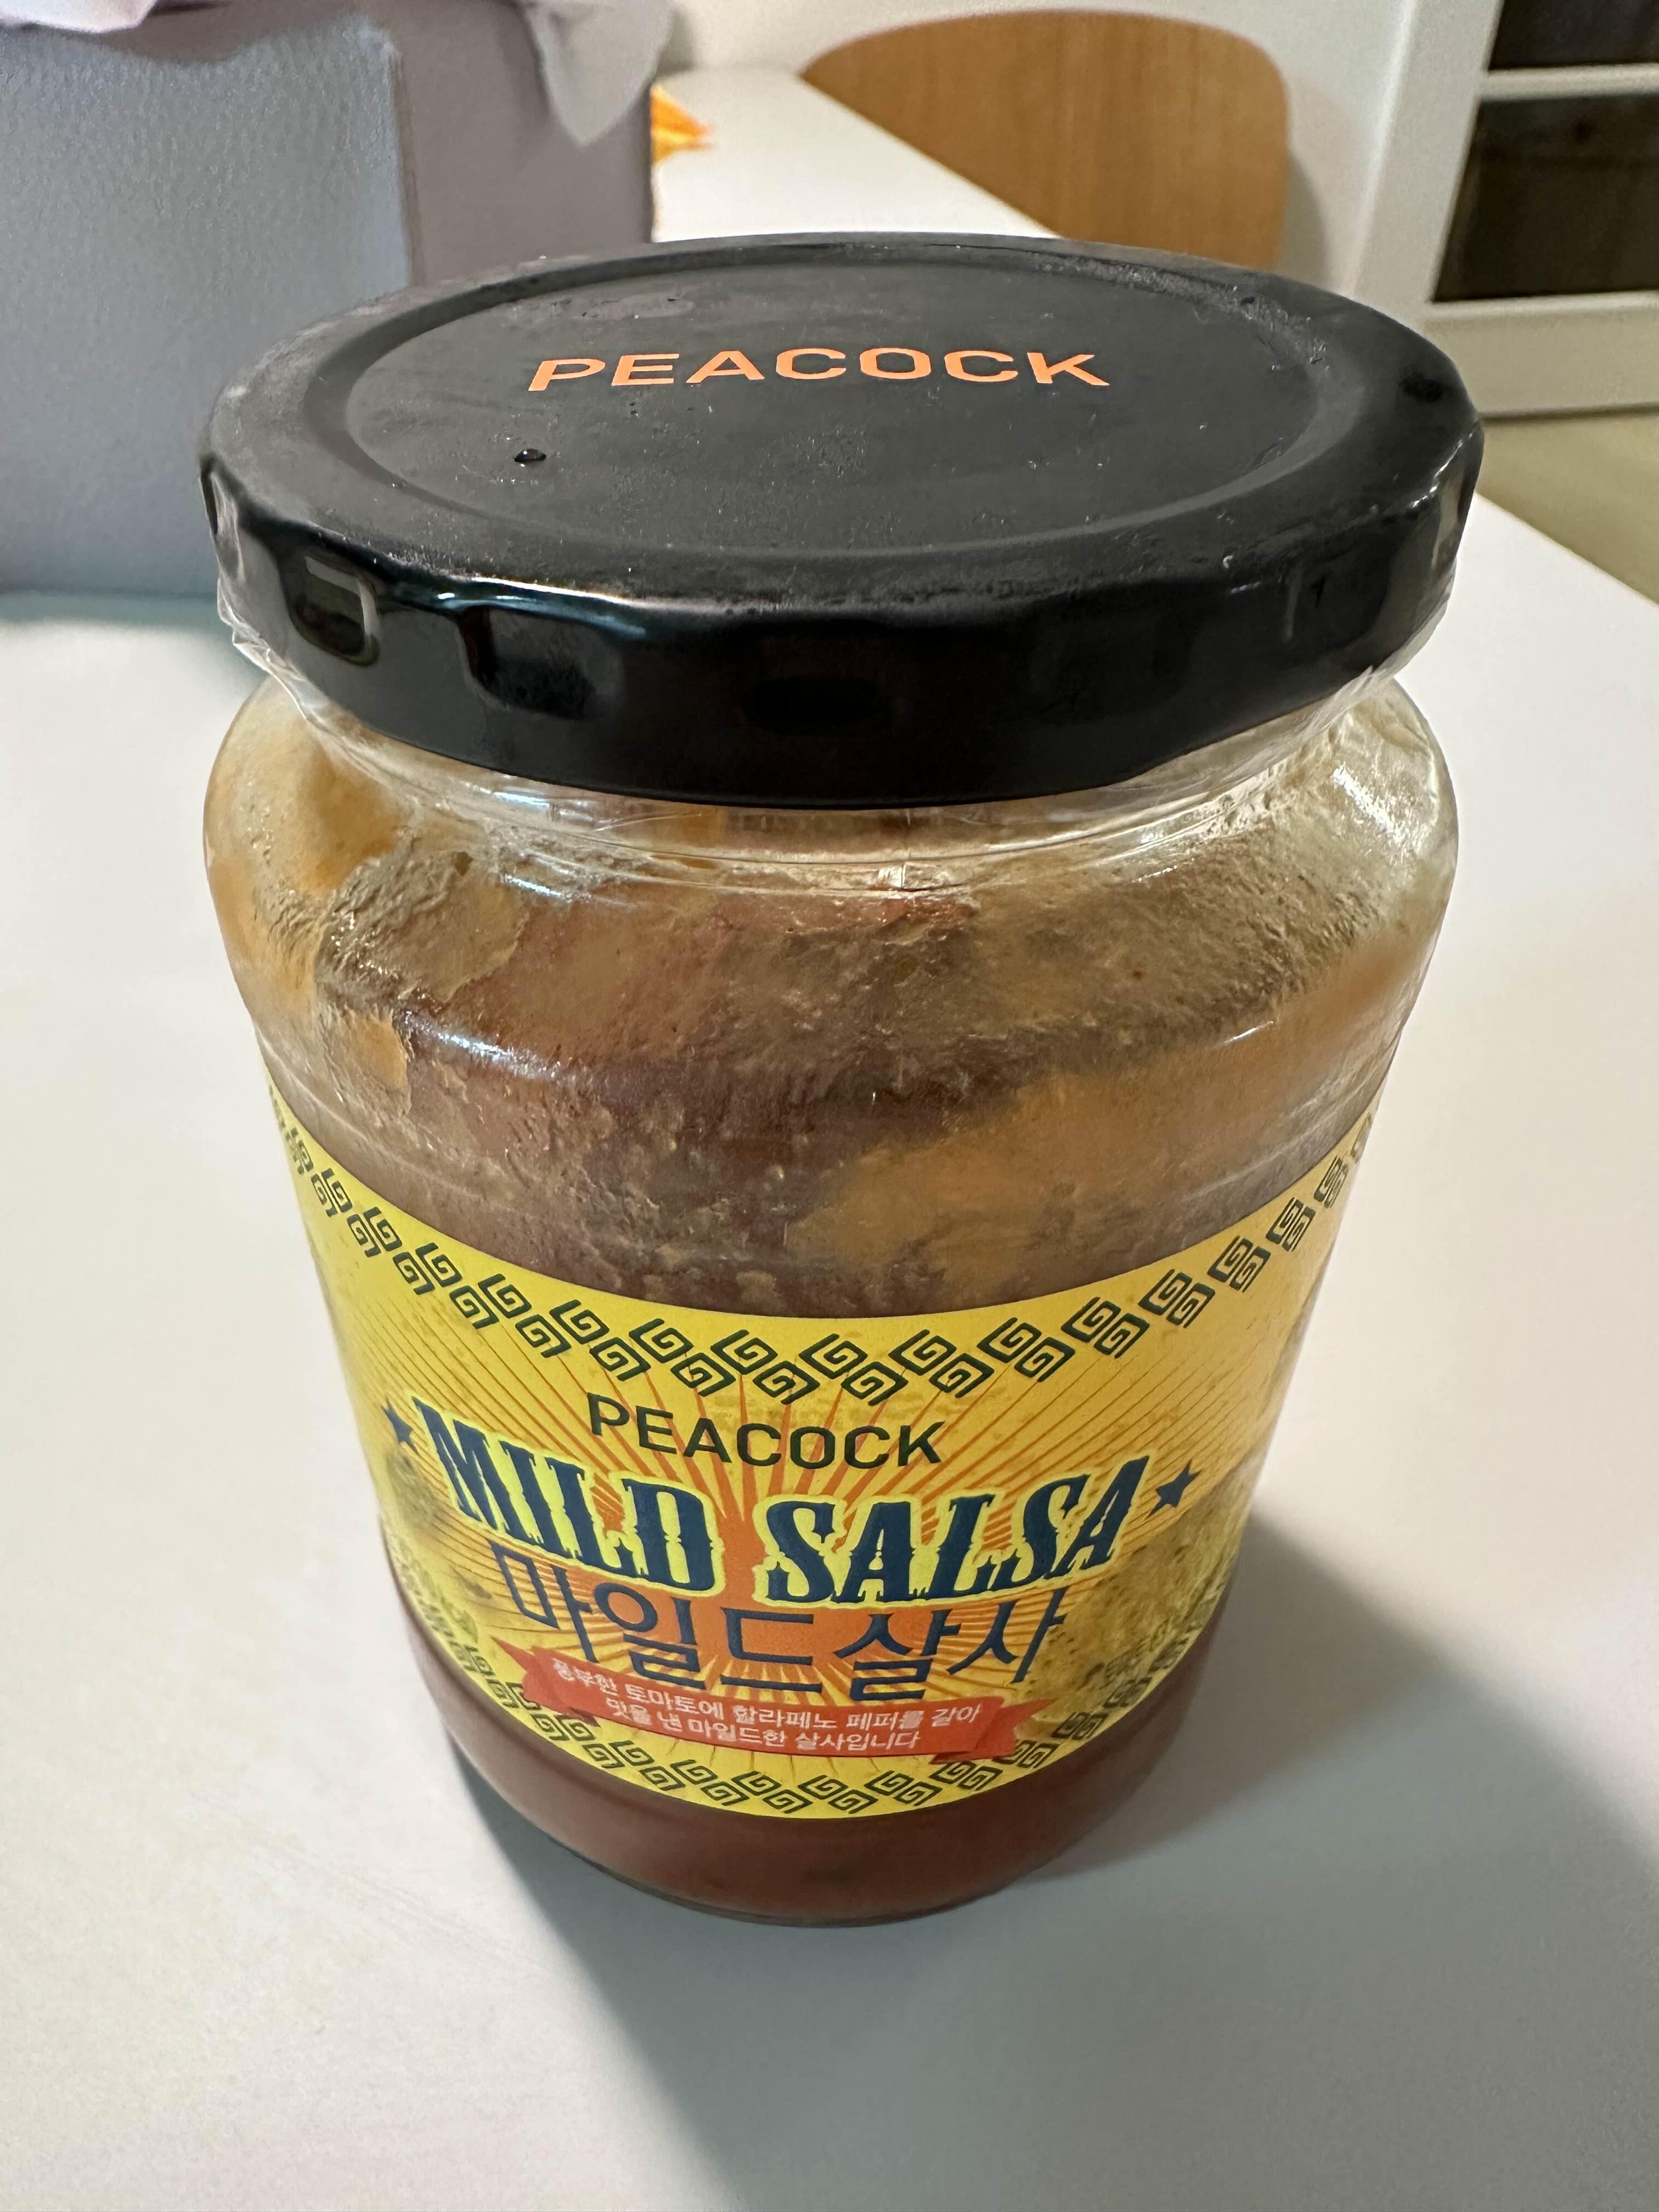 PEACOCK
PEACOCK
MILD SALSA
마일드살사
풍부한 토마토에 할라페노 페퍼를 갈아
맛을 낸 마일드한 살사입니다